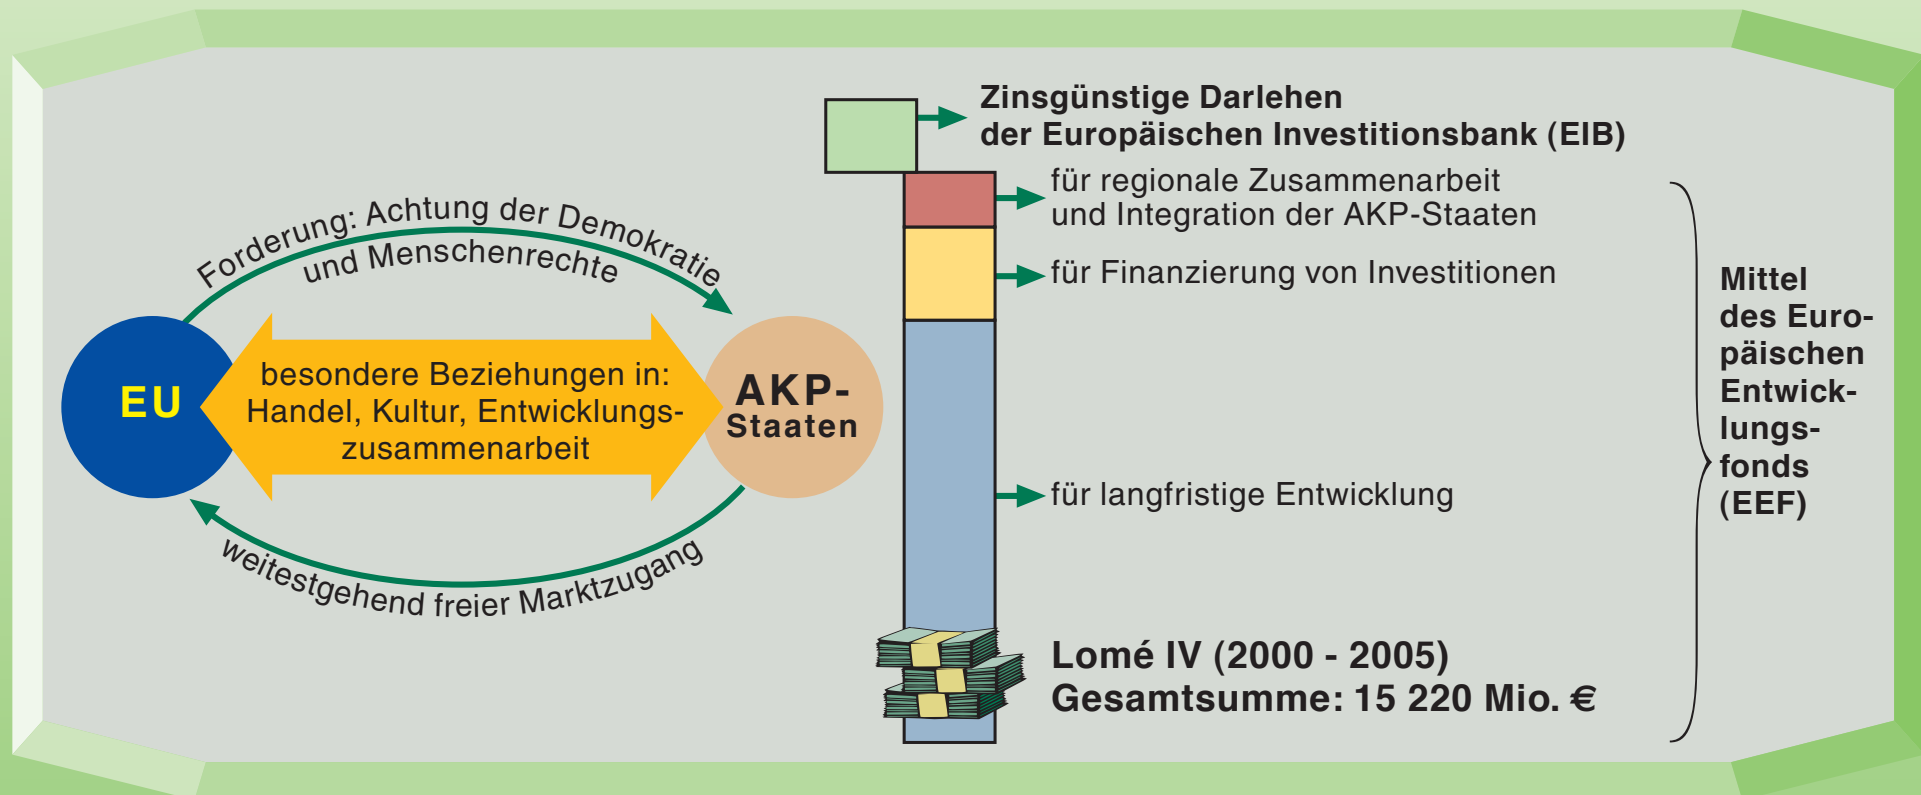 Forderung: Achtung der Demokratie
und Menschenrechte
EU
besondere Beziehungen in:
Handel, Kultur, Entwicklungs-
zusammenarbeit
AKP-
Staaten
weitestgehend freier Marktzugang
Zinsgünstige Darlehen
der Europäischen Investitionsbank (EIB)
für regionale Zusammenarbeit
und Integration der AKP-Staaten
für Finanzierung von Investitionen
für langfristige Entwicklung
Lomé IV (2000 - 2005)
Gesamtsumme: 15 220 Mio. €
Mittel
des Euro-
päischen
Entwick-
lungs-
fonds
(EEF)